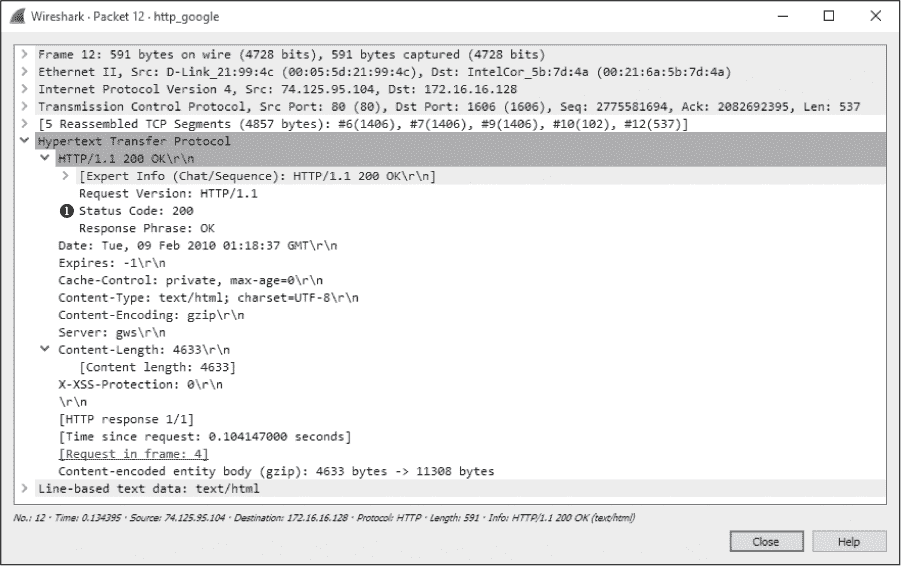 Wireshark · Packet 12 · http_google
Frame 12: 591 bytes on wire (4728 bits), 591 bytes captured (4728 bits)
Ethernet II, Src: D-Link_21:99:4c (00:05:5d:21:99:4c), Dst: IntelCor_5b:7d:4a (00:21:6a:5b:7d:4a)
Internet Protocol Version 4, Src: 74.125.95.104, Dst: 172.16.16.128
Transmission Control Protocol, Src Port: 80 (80), Dst Port: 1606 (1606), Seq: 2775581694, Ack: 2082692395, Len: 537
[5 Reassembled TCP Segments (4857 bytes): #6(1406), #7(1406), #9(1406), #10(102), #12(537)]
Hypertext Transfer Protocol
HTTP/1.1 200 OK\r\n
[Expert Info (Chat/Sequence): HTTP/1.1 200 OK\r\n]
Request Version: HTTP/1.1
❶ Status Code: 200
Response Phrase: OK
Date: Tue, 09 Feb 2010 01:18:37 GMT\r\n
Expires: -1\r\n
Cache-Control: private, max-age=0\r\n
Content-Type: text/html; charset=UTF-8\r\n
Content-Encoding: gzip\r\n
Server: gws\r\n
Content-Length: 4633\r\n
[Content length: 4633]
X-XSS-Protection: 0\r\n
\r\n
[HTTP response 1/1]
[Time since request: 0.104147000 seconds]
[Request in frame: 4]
Content-encoded entity body (gzip): 4633 bytes -> 11308 bytes
Line-based text data: text/html
No.: 12 · Time: 0.134395 · Source: 74.125.95.104 · Destination: 172.16.16.128 · Protocol: HTTP · Length: 591 · Info: HTTP/1.1 200 OK (text/html)
Close Help